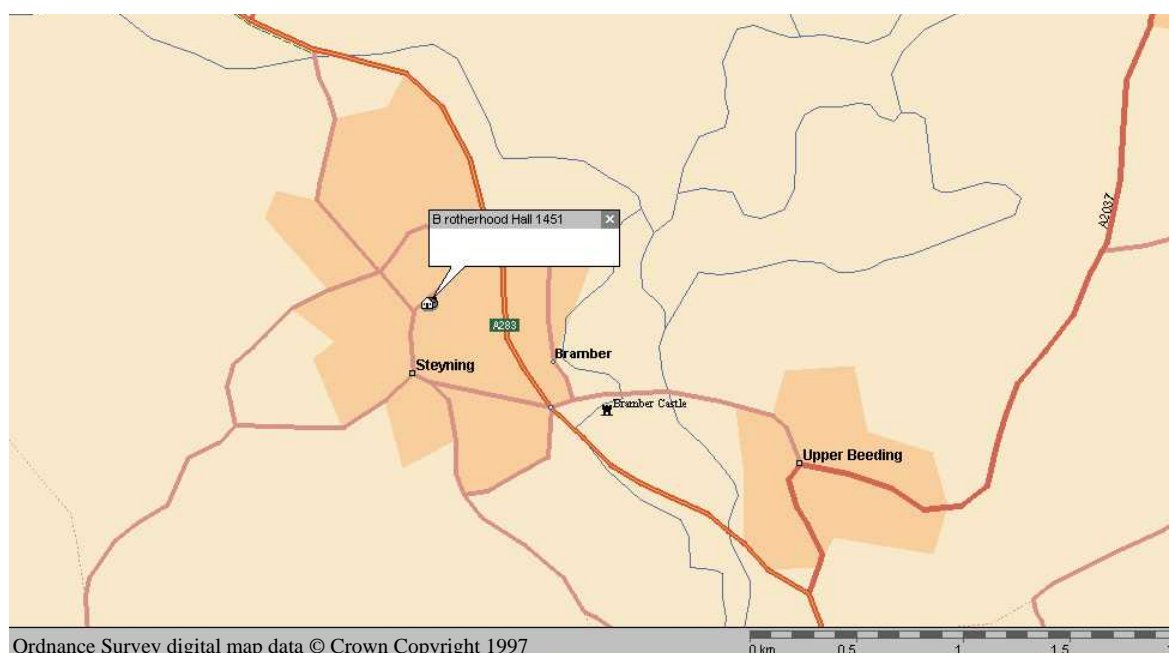 B rotherhood Hall 1451
A2037
A283
Bramber
Steyning
Bramber Castle
Upper Beeding
Ordnance Survey digital map data © Crown Copyright 1997
0 km 0.5 1 1.5